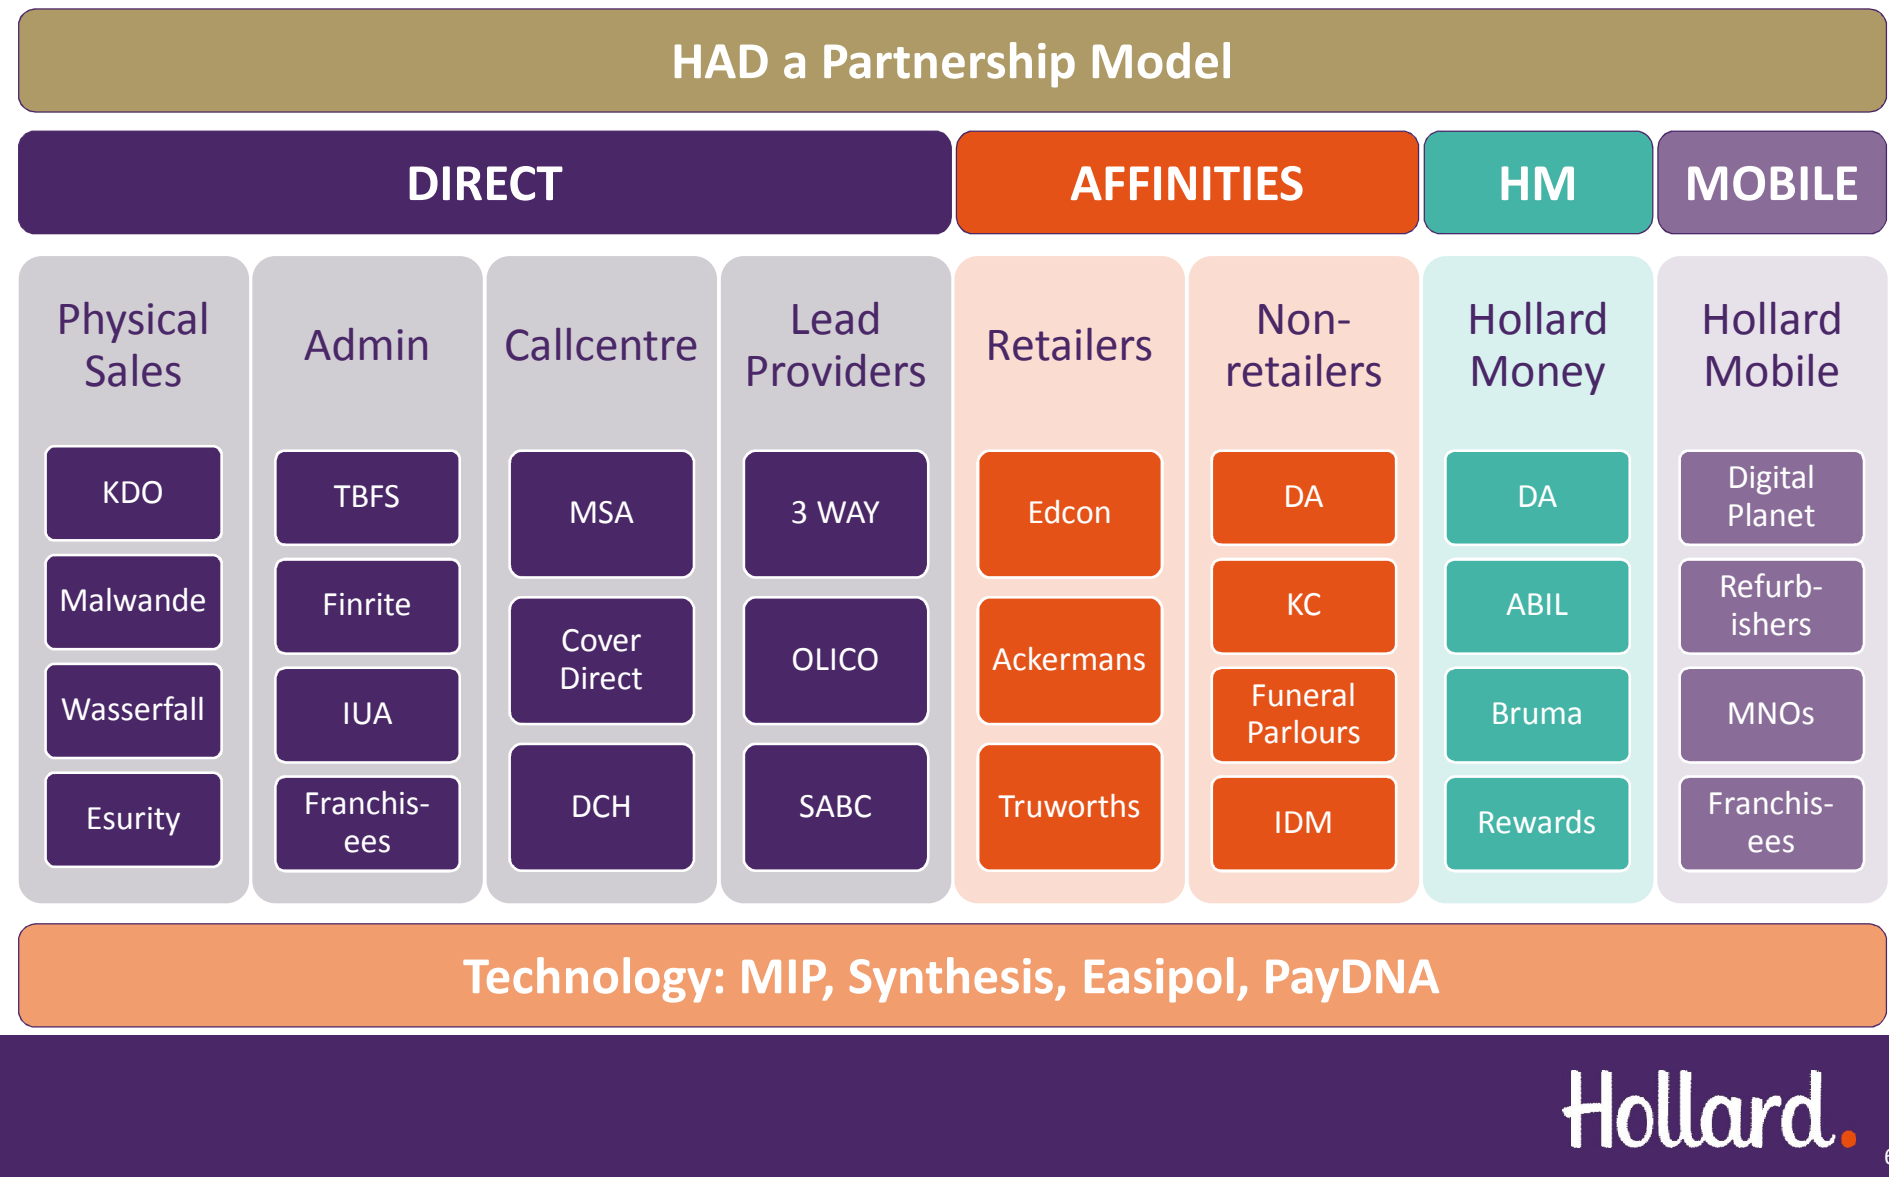 HAD a Partnership Model
DIRECT
AFFINITIES
HM
MOBILE
Physical
Sales
KDO
Malwande
Wasserfall
Esurity
Admin
TBFS
Finrite
IUA
Franchis-
ees
Callcentre
MSA
Cover
Direct
DCH
Lead
Providers
3 WAY
OLICO
SABC
Retailers
Edcon
Ackermans
Truworths
Non-
retailers
DA
KC
Funeral
Parlours
IDM
Hollard
Money
DA
ABIL
Bruma
Rewards
Hollard
Mobile
Digital
Planet
Refurb-
ishers
MNOs
Franchis-
ees
Technology: MIP, Synthesis, Easipol, PayDNA
Hollard.